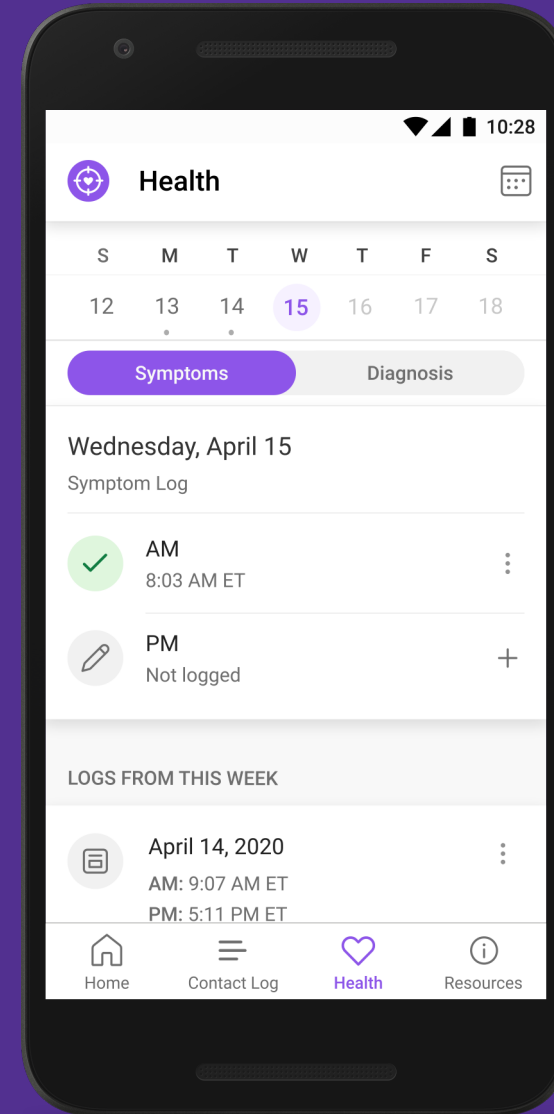 10:28
Health
S M T W T F S
12 13 14 15 16 17 18
Symptoms Diagnosis
Wednesday, April 15
Symptom Log
AM
8:03 AM ET
PM
Not logged
LOGS FROM THIS WEEK
April 14, 2020
AM: 9:07 AM ET
PM: 5:11 PM ET
Home Contact Log Health Resources